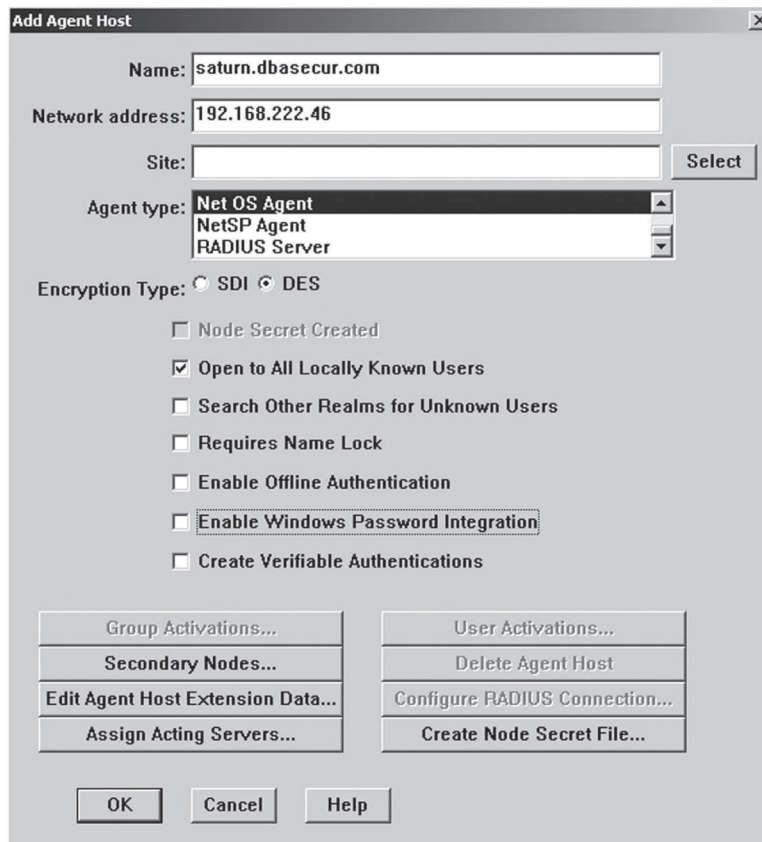 Add Agent Host
Name: saturn.dbasecur.com
Network address: 192.168.222.46
Site: Select
Agent type: Net OS Agent
NetSP Agent
RADIUS Server
Encryption Type: SDI DES
Node Secret Created
Open to All Locally Known Users
Search Other Realms for Unknown Users
Requires Name Lock
Enable Offline Authentication
Enable Windows Password Integration
Create Verifiable Authentications
Group Activations... User Activations...
Secondary Nodes... Delete Agent Host
Edit Agent Host Extension Data... Configure RADIUS Connection...
Assign Acting Servers... Create Node Secret File...
OK Cancel Help